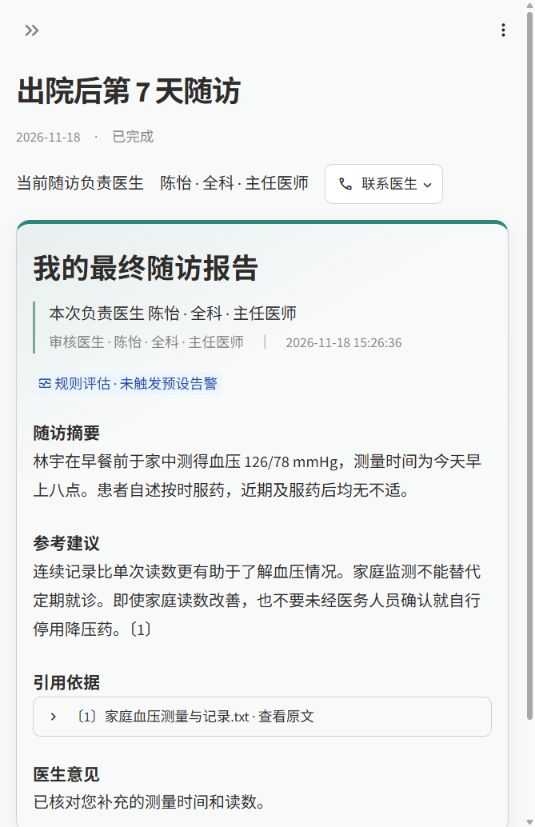 出院后第 7 天随访
2026-11-18 · 已完成
当前随访负责医生 陈怡 · 全科 · 主任医师 联系医生
我的最终随访报告
本次负责医生 陈怡 · 全科 · 主任医师
审核医生 · 陈怡 · 全科 · 主任医师 | 2026-11-18 15:26:36
规则评估 · 未触发预设告警
随访摘要
林宇在早餐前于家中测得血压 126/78 mmHg，测量时间为今天早
上八点。患者自述按时服药，近期及服药后均无不适。
参考建议
连续记录比单次读数更有助于了解血压情况。家庭监测不能替代
定期就诊。即使家庭读数改善，也不要未经医务人员确认就自行
停用降压药。〔1〕
引用依据
〔1〕家庭血压测量与记录.txt · 查看原文
医生意见
已核对您补充的测量时间和读数。